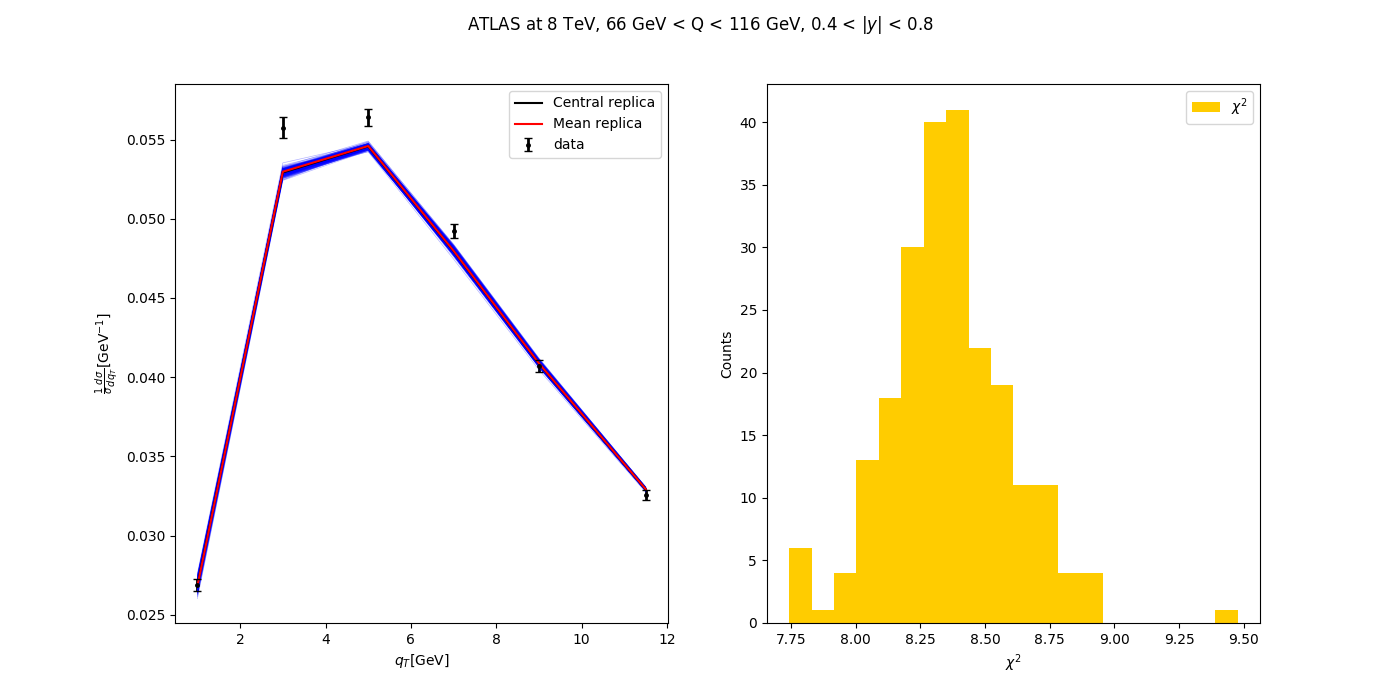 ATLAS at 8 TeV, 66 GeV < Q < 116 GeV, 0.4 < |y| < 0.8
Central replica
Mean replica
data
0.055
0.050
0.045
0.040
0.035
0.030
0.025
1/σ dσ/dq_T [GeV⁻¹]
2 4 6 8 10 12
q_T[GeV]
χ²
40
35
30
25
20
15
10
5
0
Counts
7.75 8.00 8.25 8.50 8.75 9.00 9.25 9.50
χ²